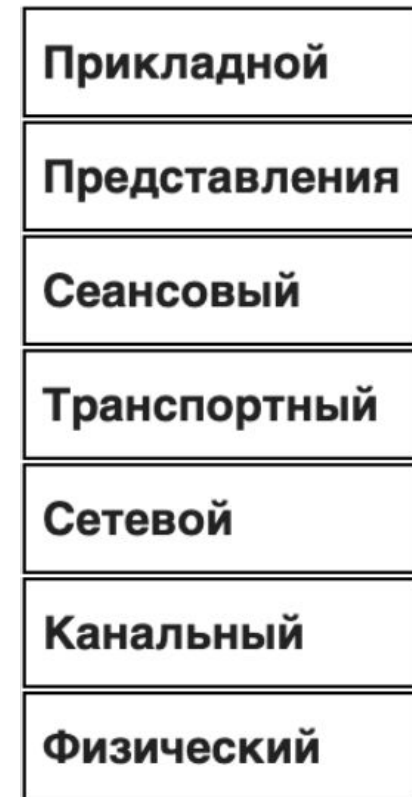 Прикладной
Представления
Сеансовый
Транспортный
Сетевой
Канальный
Физический